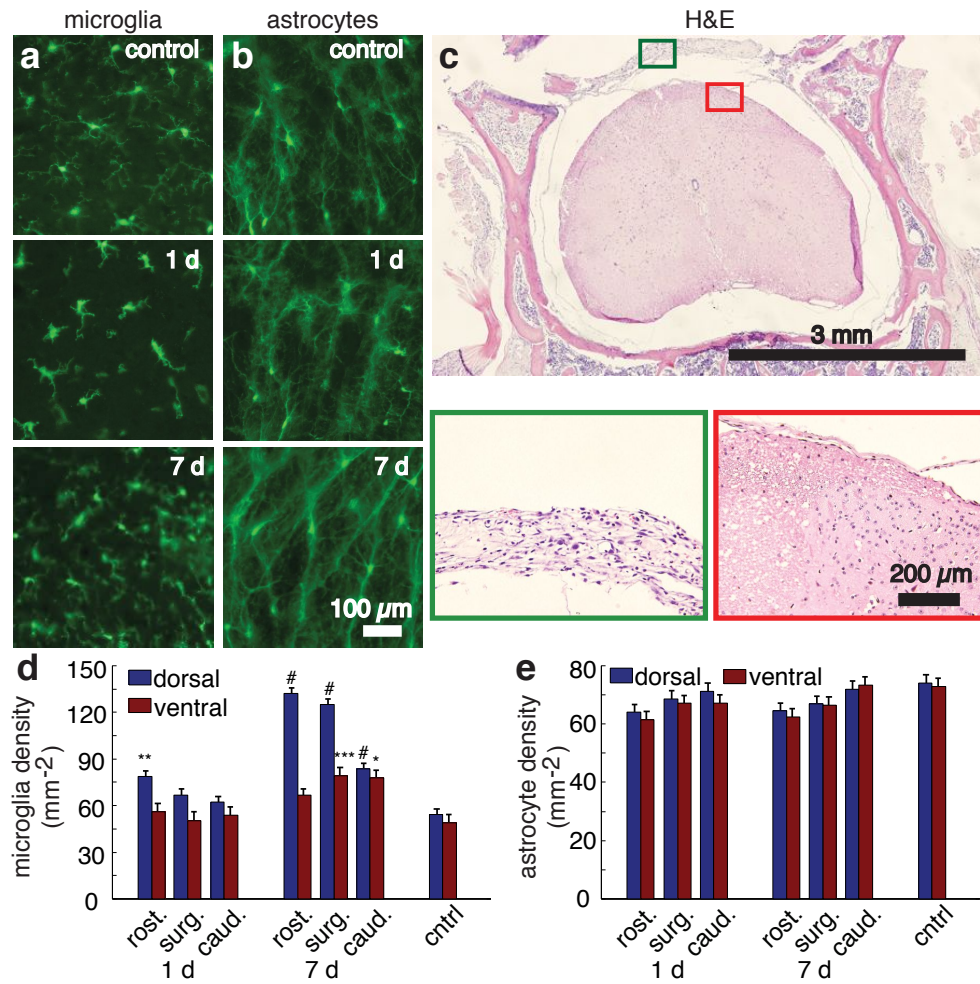 microglia
astrocytes
H&E
a
control
b
control
c
1 d
1 d
3 mm
7 d
7 d
100 µm
200 µm
d
dorsal
ventral
microglia density
(mm-2)
150
120
90
60
30
0
**
#
#
***
#
*
rost.
surg.
caud.
rost.
surg.
caud.
cntrl
1 d
7 d
e
dorsal
ventral
astrocyte density
(mm-2)
80
60
40
20
0
rost.
surg.
caud.
rost.
surg.
caud.
cntrl
1 d
7 d